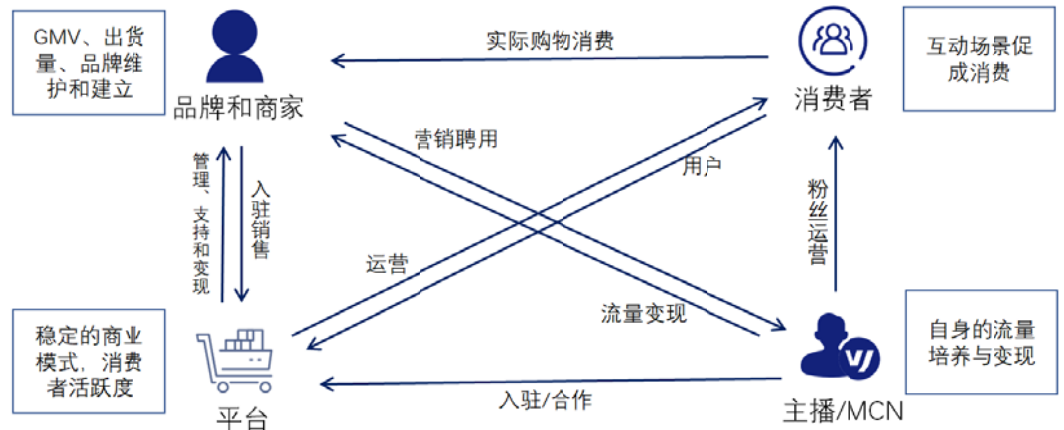 GMV、出货
量、品牌维
护和建立
品牌和商家
实际购物消费
消费者
互动场景促
成消费
营销聘用
用户
管理、支持和变现
入驻销售
粉丝运营
运营
流量变现
稳定的商业
模式，消费
者活跃度
平台
入驻/合作
主播/MCN
自身的流量
培养与变现